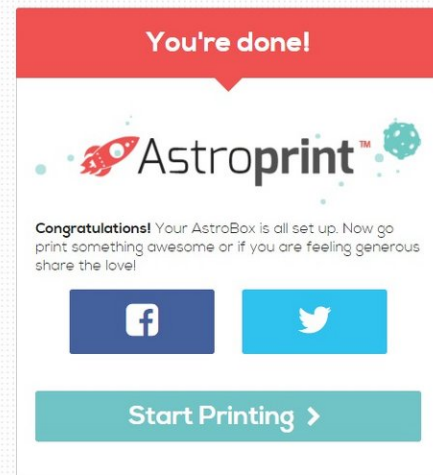 You're done!
Astroprint™
Congratulations! Your AstroBox is all set up. Now go
print something awesome or if you are feeling generous
share the love!
Start Printing